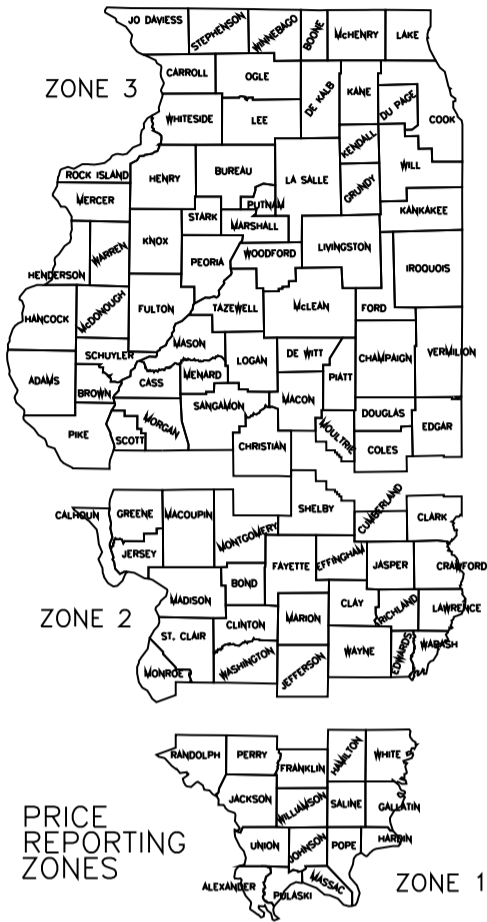 JO DAVIESS
STEPHENSON
WINNEBAGO
BOONE
McHENRY
LAKE
CARROLL
OGLE
DE KALB
KANE
DU PAGE
COOK
ZONE 3
WHITESIDE
LEE
KENDALL
WILL
ROCK ISLAND
HENRY
BUREAU
LA SALLE
GRUNDY
MERCER
PUTNAM
KANKAKEE
STARK
MARSHALL
HENDERSON
WARREN
KNOX
PEORIA
WOODFORD
LIVINGSTON
IROQUOIS
HANCOCK
McDONOUGH
FULTON
TAZEWELL
McLEAN
FORD
SCHUYLER
MASON
LOGAN
DE WITT
CHAMPAIGN
VERMILION
ADAMS
BROWN
CASS
MENARD
PIATT
MACON
SANGAMON
DOUGLAS
EDGAR
PIKE
SCOTT
MORGAN
CHRISTIAN
MOULTRIE
COLES
SHELBY
CALHOUN
GREENE
MACOUPIN
MONTGOMERY
CUMBERLAND
CLARK
JERSEY
FAYETTE
EFFINGHAM
JASPER
CRAWFORD
MADISON
BOND
CLAY
RICHLAND
LAWRENCE
ZONE 2
CLINTON
MARION
ST. CLAIR
WAYNE
EDWARDS
WABASH
MONROE
WASHINGTON
JEFFERSON
RANDOLPH
PERRY
FRANKLIN
HAMILTON
WHITE
JACKSON
WILLIAMSON
SALINE
GALLATIN
UNION
JOHNSON
POPE
HARDIN
ALEXANDER
PULASKI
MASSAC
ZONE 1
PRICE
REPORTING
ZONES